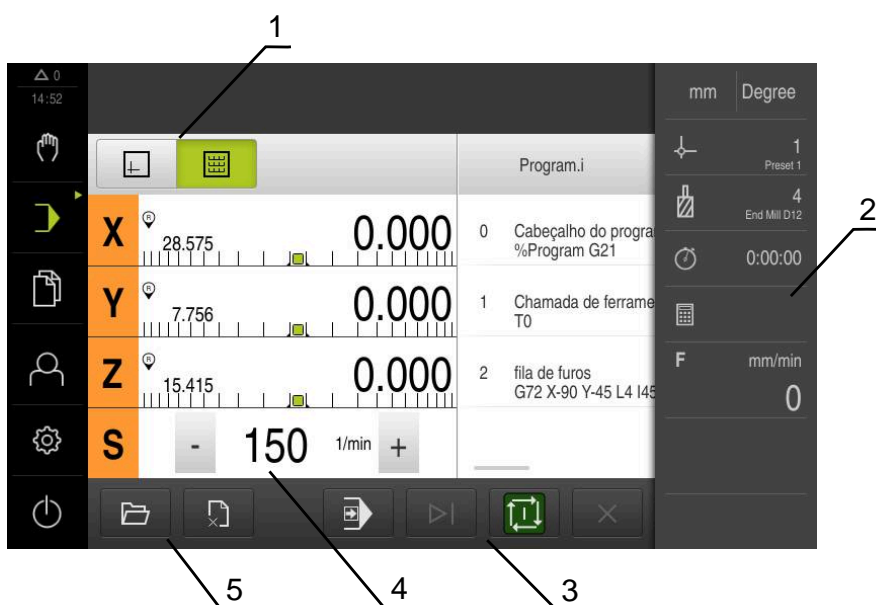 1
0
14:52
mm Degree
1
Preset 1
Program.i
4
End Mill D12
2
X R 28.575 0.000
0 Cabeçalho do progra
%Program G21
0:00:00
Y R 7.756 0.000
1 Chamada de ferrame
T0
F mm/min
0
Z R 15.415 0.000
2 fila de furos
G72 X-90 Y-45 L4 I45
S - 150 1/min +
5
4
3